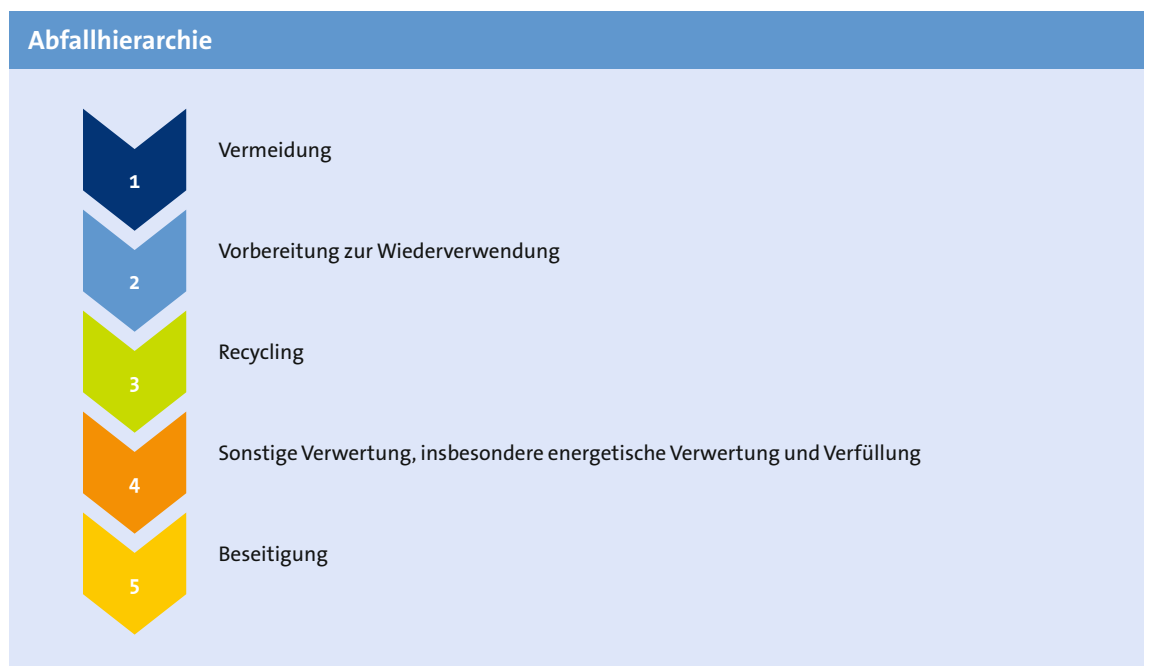 Abfallhierarchie
1
Vermeidung
2
Vorbereitung zur Wiederverwendung
3
Recycling
4
Sonstige Verwertung, insbesondere energetische Verwertung und Verfüllung
5
Beseitigung